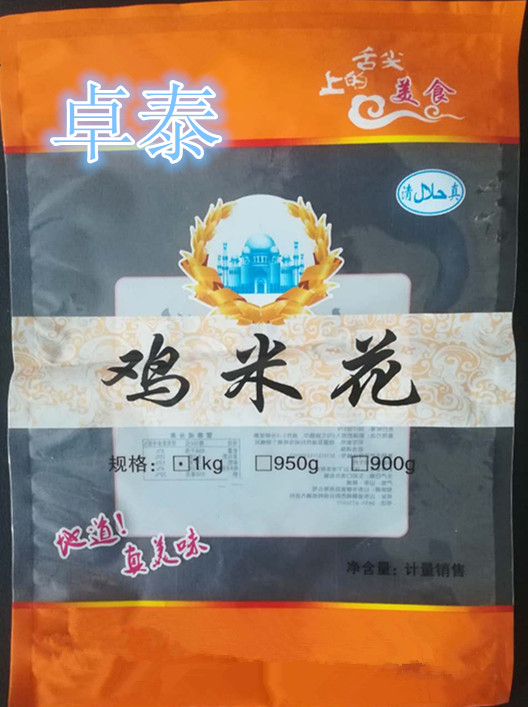 舌尖
上的
美食
卓泰
清 حلال 真
鸡米花
规格：☑1kg □950g □900g
地道！
真美味
净含量：计量销售